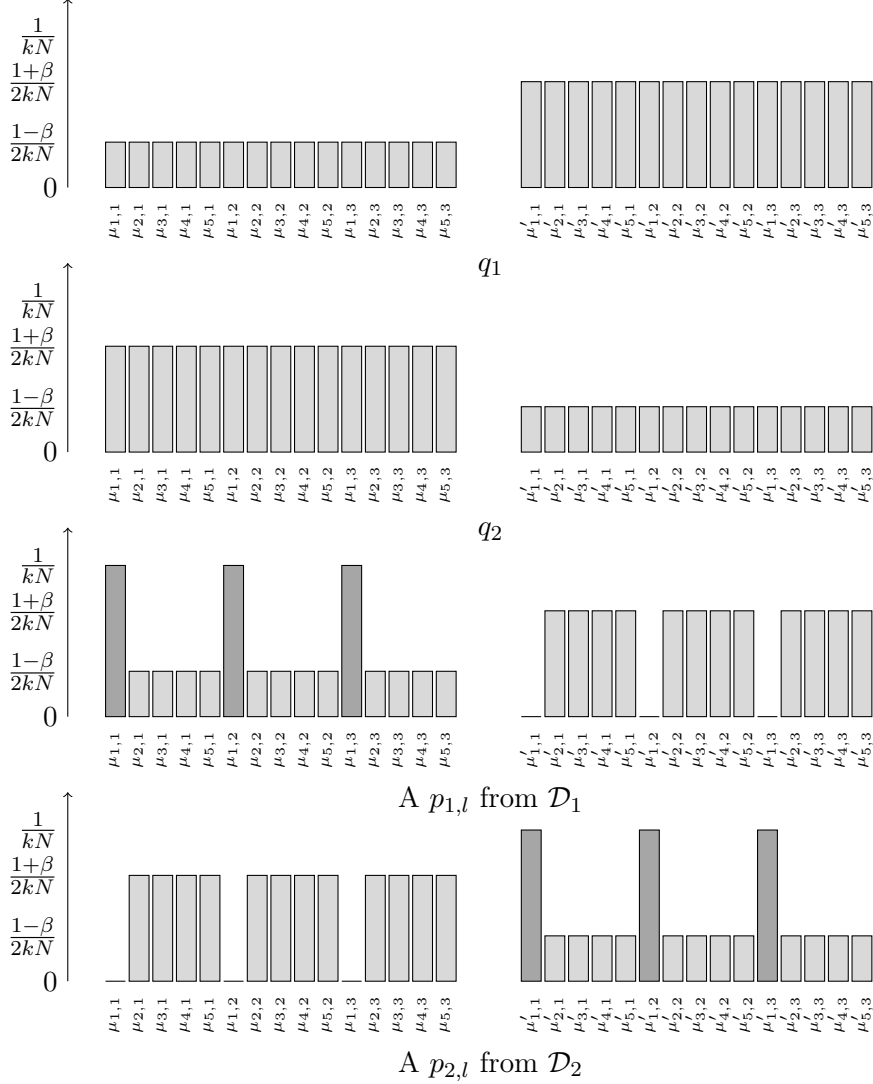 1/kN
1+β/2kN
1−β/2kN
0
μ1,1 μ2,1 μ3,1 μ4,1 μ5,1 μ1,2 μ2,2 μ3,2 μ4,2 μ5,2 μ1,3 μ2,3 μ3,3 μ4,3 μ5,3 μ′1,1 μ′2,1 μ′3,1 μ′4,1 μ′5,1 μ′1,2 μ′2,2 μ′3,2 μ′4,2 μ′5,2 μ′1,3 μ′2,3 μ′3,3 μ′4,3 μ′5,3
q1
1/kN
1+β/2kN
1−β/2kN
0
μ1,1 μ2,1 μ3,1 μ4,1 μ5,1 μ1,2 μ2,2 μ3,2 μ4,2 μ5,2 μ1,3 μ2,3 μ3,3 μ4,3 μ5,3 μ′1,1 μ′2,1 μ′3,1 μ′4,1 μ′5,1 μ′1,2 μ′2,2 μ′3,2 μ′4,2 μ′5,2 μ′1,3 μ′2,3 μ′3,3 μ′4,3 μ′5,3
q2
1/kN
1+β/2kN
1−β/2kN
0
μ1,1 μ2,1 μ3,1 μ4,1 μ5,1 μ1,2 μ2,2 μ3,2 μ4,2 μ5,2 μ1,3 μ2,3 μ3,3 μ4,3 μ5,3 μ′1,1 μ′2,1 μ′3,1 μ′4,1 μ′5,1 μ′1,2 μ′2,2 μ′3,2 μ′4,2 μ′5,2 μ′1,3 μ′2,3 μ′3,3 μ′4,3 μ′5,3
A p1,l from D1
1/kN
1+β/2kN
1−β/2kN
0
μ1,1 μ2,1 μ3,1 μ4,1 μ5,1 μ1,2 μ2,2 μ3,2 μ4,2 μ5,2 μ1,3 μ2,3 μ3,3 μ4,3 μ5,3 μ′1,1 μ′2,1 μ′3,1 μ′4,1 μ′5,1 μ′1,2 μ′2,2 μ′3,2 μ′4,2 μ′5,2 μ′1,3 μ′2,3 μ′3,3 μ′4,3 μ′5,3
A p2,l from D2